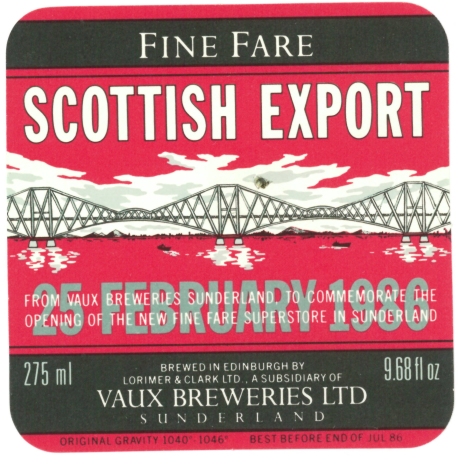 FINE FARE
SCOTTISH EXPORT
25 FEBRUARY 1986
FROM VAUX BREWERIES SUNDERLAND, TO COMMEMORATE THE
OPENING OF THE NEW FINE FARE SUPERSTORE IN SUNDERLAND
275 ml
BREWED IN EDINBURGH BY
LORIMER & CLARK LTD., A SUBSIDIARY OF
VAUX BREWERIES LTD
SUNDERLAND
9.68 fl oz
ORIGINAL GRAVITY 1040°-1046° BEST BEFORE END OF JUL 86